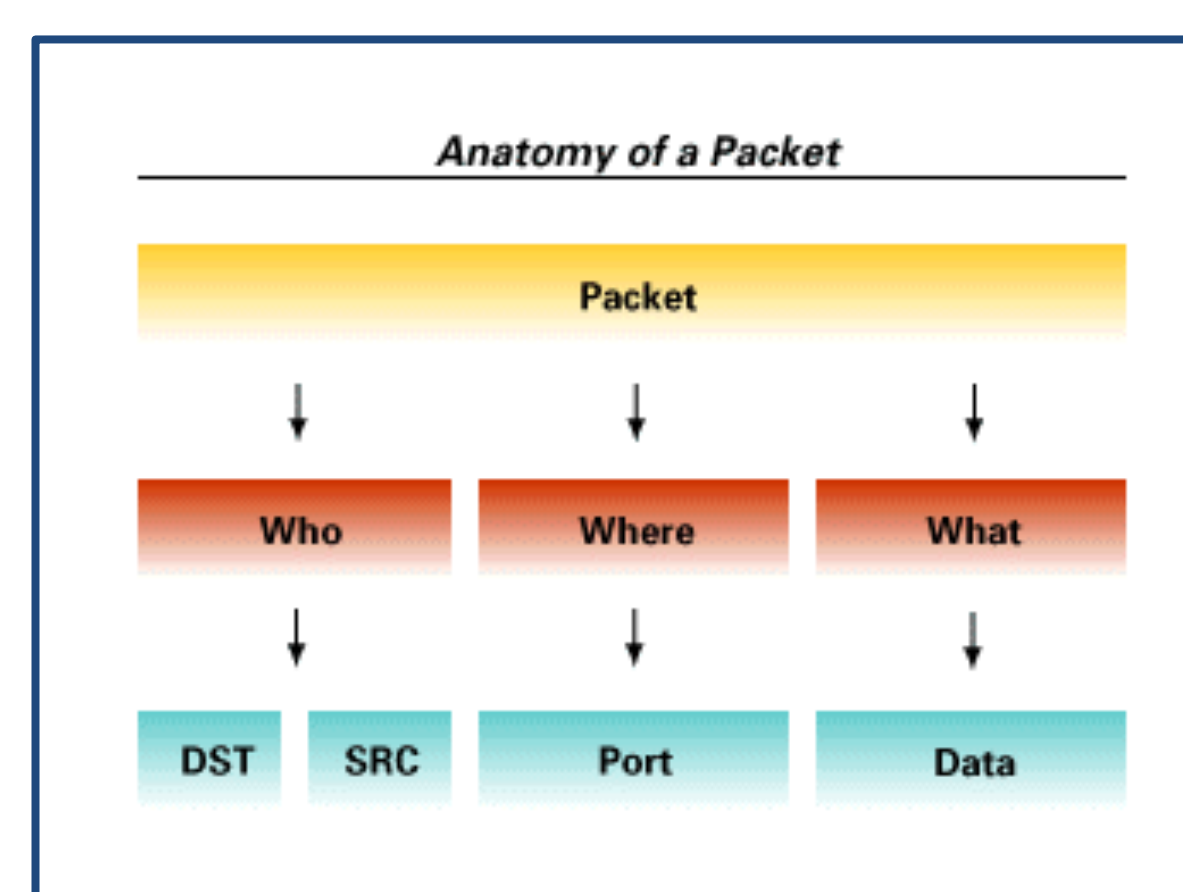 Anatomy of a Packet
Packet
Who Where What
DST SRC Port Data